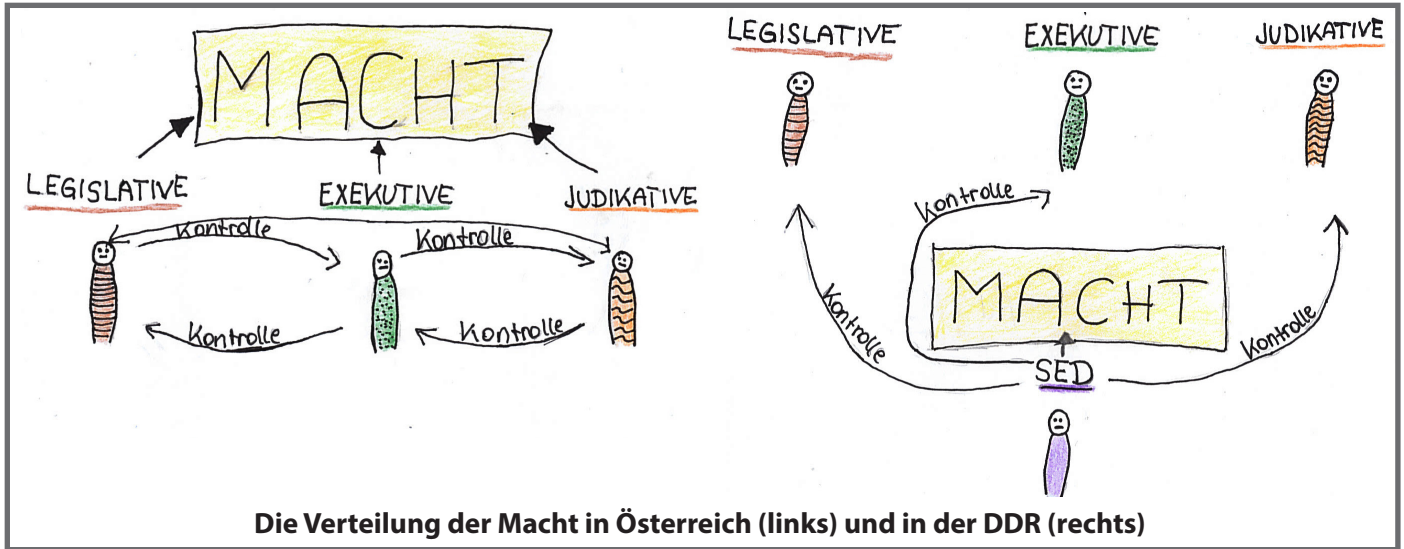 MACHT
LEGISLATIVE
EXEKUTIVE
JUDIKATIVE
Kontrolle
Kontrolle
Kontrolle
Kontrolle
LEGISLATIVE
EXEKUTIVE
JUDIKATIVE
Kontrolle
MACHT
Kontrolle
Kontrolle
SED
Die Verteilung der Macht in Österreich (links) und in der DDR (rechts)